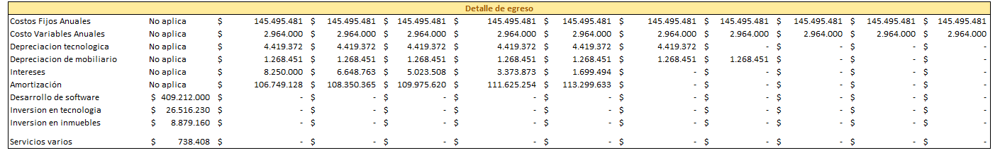 Detalle de egreso
Costos Fijos Anuales No aplica $ 145.495.481 $ 145.495.481 $ 145.495.481 $ 145.495.481 $ 145.495.481 $ 145.495.481 $ 145.495.481 $ 145.495.481 $ 145.495.481 $ 145.495.481
Costo Variables Anuales No aplica $ 2.964.000 $ 2.964.000 $ 2.964.000 $ 2.964.000 $ 2.964.000 $ 2.964.000 $ 2.964.000 $ 2.964.000 $ 2.964.000 $ 2.964.000
Depreciacion tecnologica No aplica $ 4.419.372 $ 4.419.372 $ 4.419.372 $ 4.419.372 $ 4.419.372 $ 4.419.372 $ - $ - $ - $ -
Depreciacion de mobiliario No aplica $ 1.268.451 $ 1.268.451 $ 1.268.451 $ 1.268.451 $ 1.268.451 $ 1.268.451 $ 1.268.451 $ - $ - $ -
Intereses No aplica $ 8.250.000 $ 6.648.763 $ 5.023.508 $ 3.373.873 $ 1.699.494 $ - $ - $ - $ - $ -
Amortización No aplica $ 106.749.128 $ 108.350.365 $ 109.975.620 $ 111.625.254 $ 113.299.633 $ - $ - $ - $ - $ -
Desarrollo de software $ 409.212.000 $ - $ - $ - $ - $ - $ - $ - $ - $ - $ -
Inversion en tecnologia $ 26.516.230 $ - $ - $ - $ - $ - $ - $ - $ - $ - $ -
Inversion en inmuebles $ 8.879.160 $ - $ - $ - $ - $ - $ - $ - $ - $ - $ -
Servicios varios $ 738.408 $ - $ - $ - $ - $ - $ - $ - $ - $ - $ -